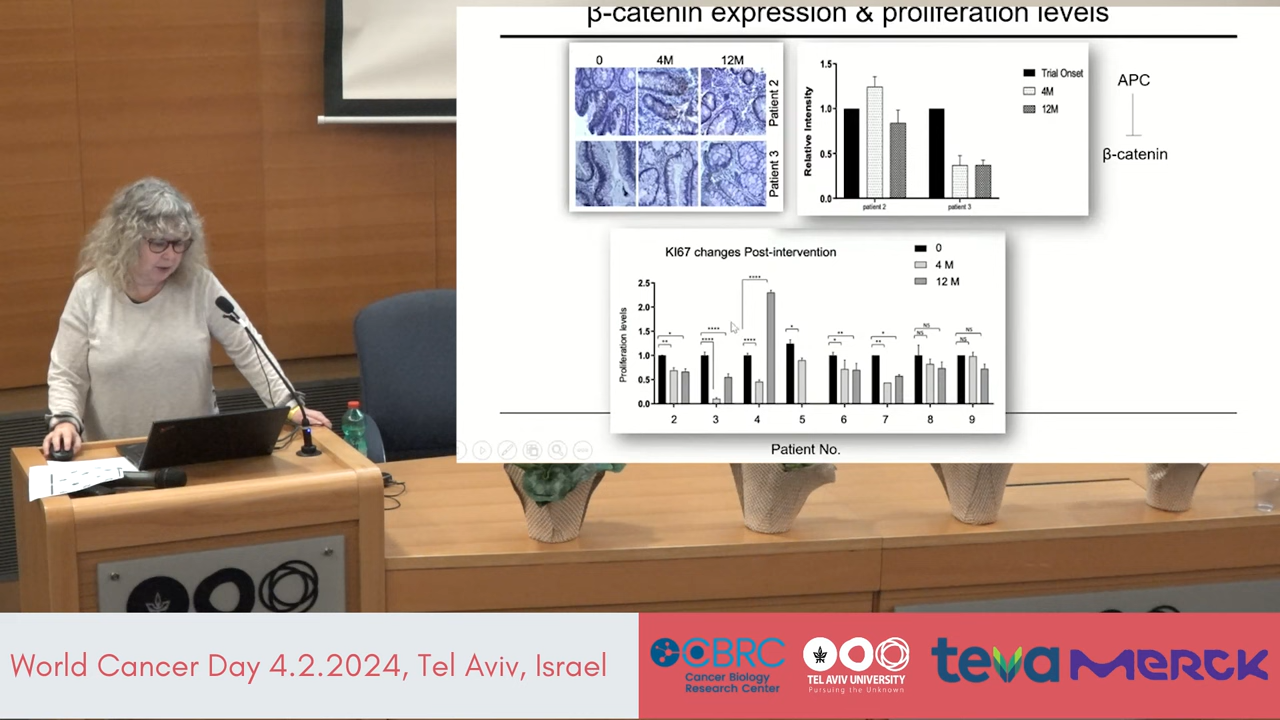 β-catenin expression & proliferation levels
0 4M 12M
Patient 2
Patient 3
Relative Intensity
1.5
1.0
0.5
0.0
patient 2 patient 3
Trial Onset
4M
12M
APC
β-catenin
KI67 changes Post-intervention
0
4 M
12 M
Proliferation levels
2.5
2.0
1.5
1.0
0.5
0.0
* **
**** ****
**** ****
*
** *
* **
NS NS
NS NS
2 3 4 5 6 7 8 9
Patient No.
World Cancer Day 4.2.2024, Tel Aviv, Israel
CBRC
Cancer Biology
Research Center
TEL AVIV UNIVERSITY
Pursuing the Unknown
teva
MERCK